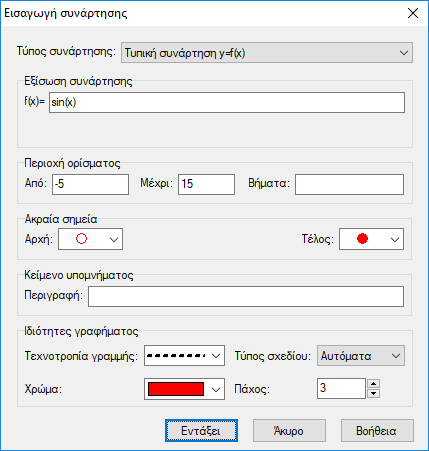 Εισαγωγή συνάρτησης
Τύπος συνάρτησης: Τυπική συνάρτηση y=f(x)
Εξίσωση συνάρτησης
f(x)= sin(x)
Περιοχή ορίσματος
Από: -5 Μέχρι: 15 Βήματα:
Ακραία σημεία
Αρχή: Τέλος:
Κείμενο υπομνήματος
Περιγραφή:
Ιδιότητες γραφήματος
Τεχνοτροπία γραμμής: Τύπος σχεδίου: Αυτόματα
Χρώμα: Πάχος: 3
Εντάξει Άκυρο Βοήθεια